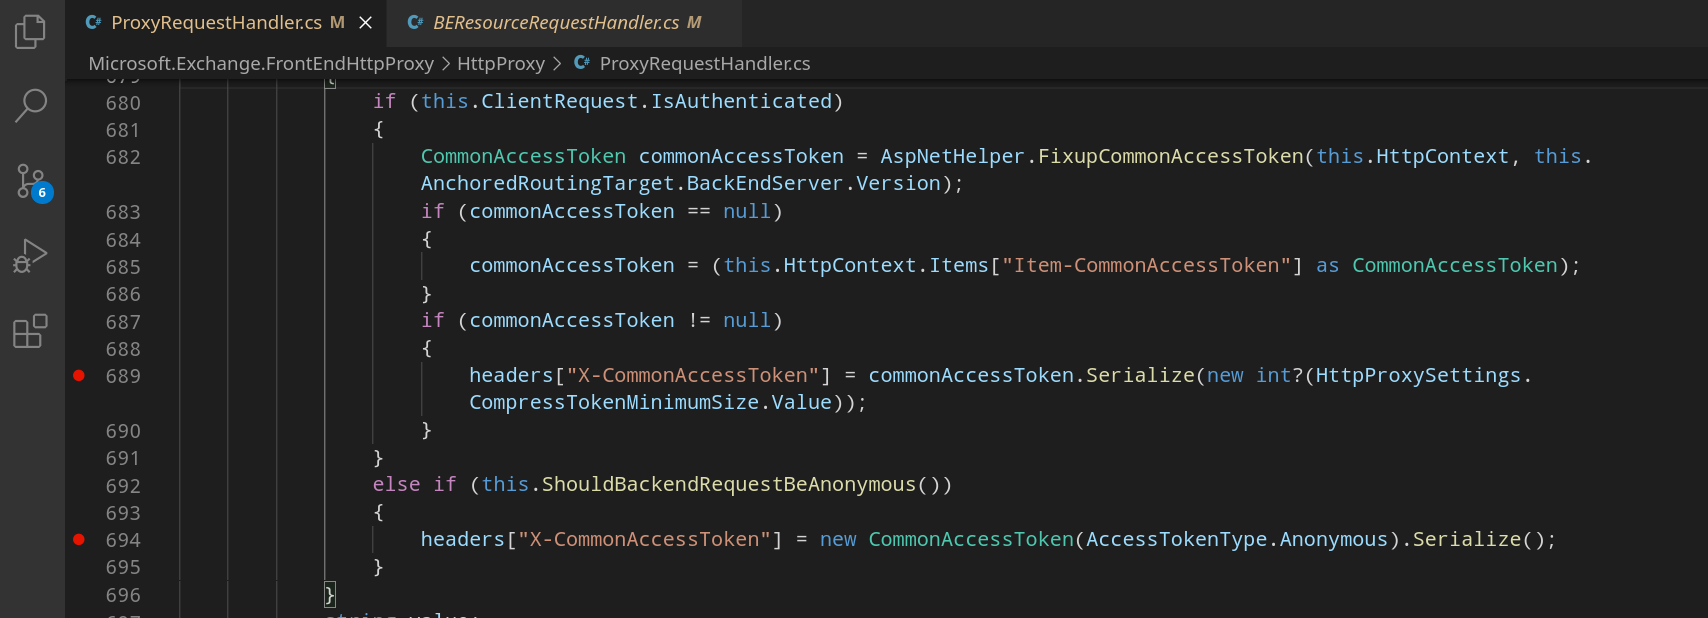 ProxyRequestHandler.cs M
BEResourceRequestHandler.cs M
Microsoft.Exchange.FrontEndHttpProxy > HttpProxy > ProxyRequestHandler.cs
680 if (this.ClientRequest.IsAuthenticated)
681 {
682 CommonAccessToken commonAccessToken = AspNetHelper.FixupCommonAccessToken(this.HttpContext, this.
AnchoredRoutingTarget.BackEndServer.Version);
683 if (commonAccessToken == null)
684 {
685 commonAccessToken = (this.HttpContext.Items["Item-CommonAccessToken"] as CommonAccessToken);
686 }
687 if (commonAccessToken != null)
688 {
689 headers["X-CommonAccessToken"] = commonAccessToken.Serialize(new int?(HttpProxySettings.
CompressTokenMinimumSize.Value));
690 }
691 }
692 else if (this.ShouldBackendRequestBeAnonymous())
693 {
694 headers["X-CommonAccessToken"] = new CommonAccessToken(AccessTokenType.Anonymous).Serialize();
695 }
696 }
6